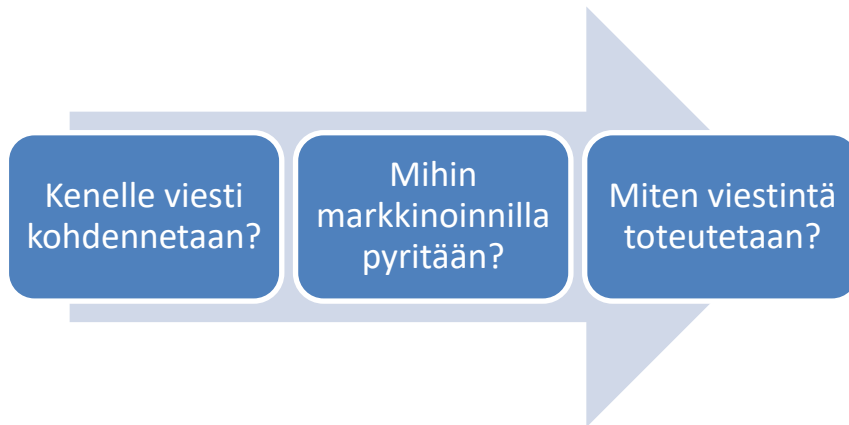 Kenelle viesti
kohdennetaan?
Mihin
markkinoinnilla
pyritään?
Miten viestintä
toteutetaan?